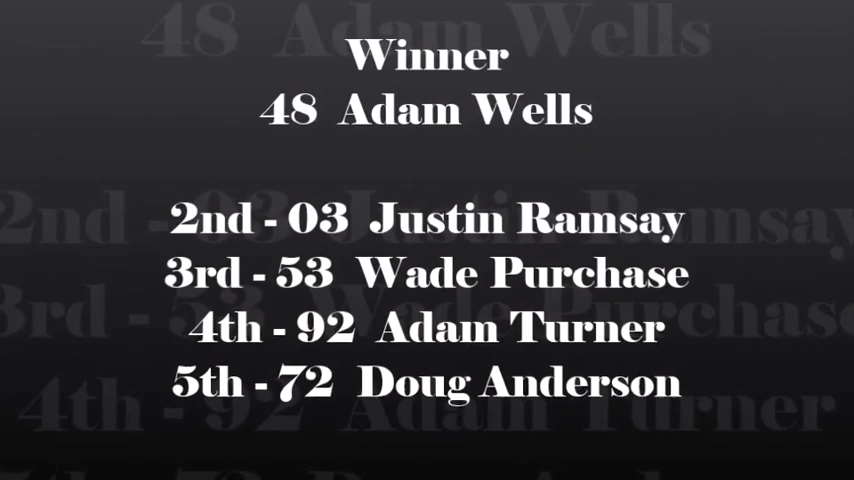 Winner
48 Adam Wells
2nd - 03 Justin Ramsay
3rd - 53 Wade Purchase
4th - 92 Adam Turner
5th - 72 Doug Anderson